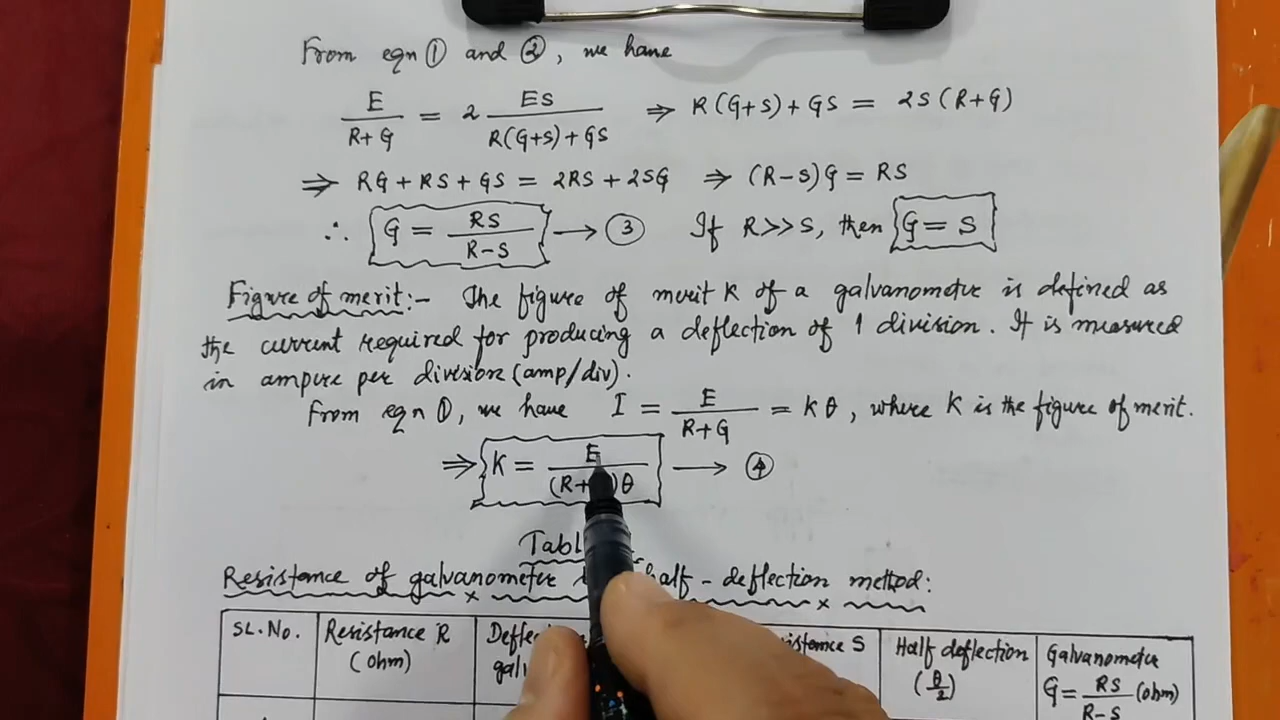 From eqn ① and ②, we have
E/(R+G) = 2 ES/(R(G+S)+GS) ⇒ R(G+S)+GS = 2S(R+G)
⇒ RG+RS+GS = 2RS+2SG ⇒ (R-S)G = RS
∴ G = RS/(R-S) → ③ If R>>S, then G = S
Figure of merit:- The figure of merit K of a galvanometer is defined as
the current required for producing a deflection of 1 division. It is measured
in ampere per division (amp/div).
From eqn ①, we have I = E/(R+G) = Kθ, where K is the figure of merit.
⇒ K = E/(R+ )θ → ④
Resistance of galvanometer half-deflection method:
SL.No. Resistance R S Half deflection Galvanometer
(ohm) (θ/2) G = RS/(R-S) (ohm)